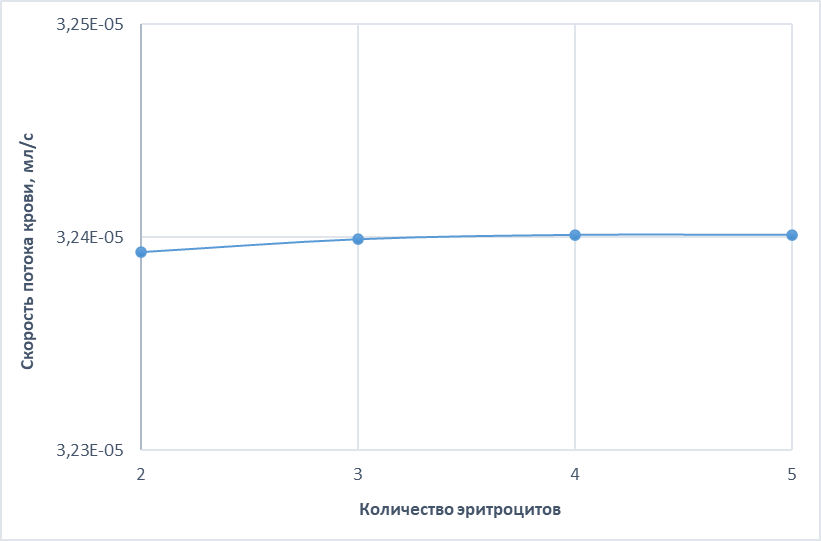 3,25E-05
3,24E-05
3,23E-05
Скорость потока крови, мл/с
2 3 4 5
Количество эритроцитов